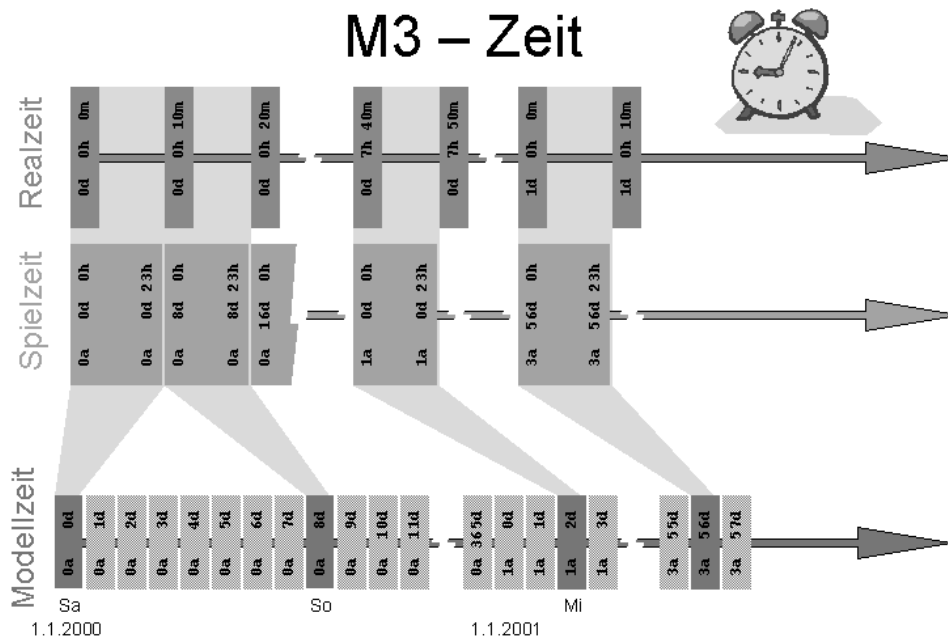 M3 – Zeit
Realzeit
0d 0h 0m
0d 0h 10m
0d 0h 20m
0d 7h 40m
0d 7h 50m
1d 0h 0m
1d 0h 10m
Spielzeit
0a 0d 0h
0a 0d 23h
0a 8d 0h
0a 8d 23h
0a 16d 0h
1a 0d 0h
1a 0d 23h
3a 56d 0h
3a 56d 23h
Modellzeit
0a 0d
0a 1d
0a 2d
0a 3d
0a 4d
0a 5d
0a 6d
0a 7d
0a 8d
0a 9d
0a 10d
0a 11d
0a 365d
1a 0d
1a 1d
1a 2d
1a 3d
3a 55d
3a 56d
3a 57d
Sa
So
Mi
1.1.2000
1.1.2001